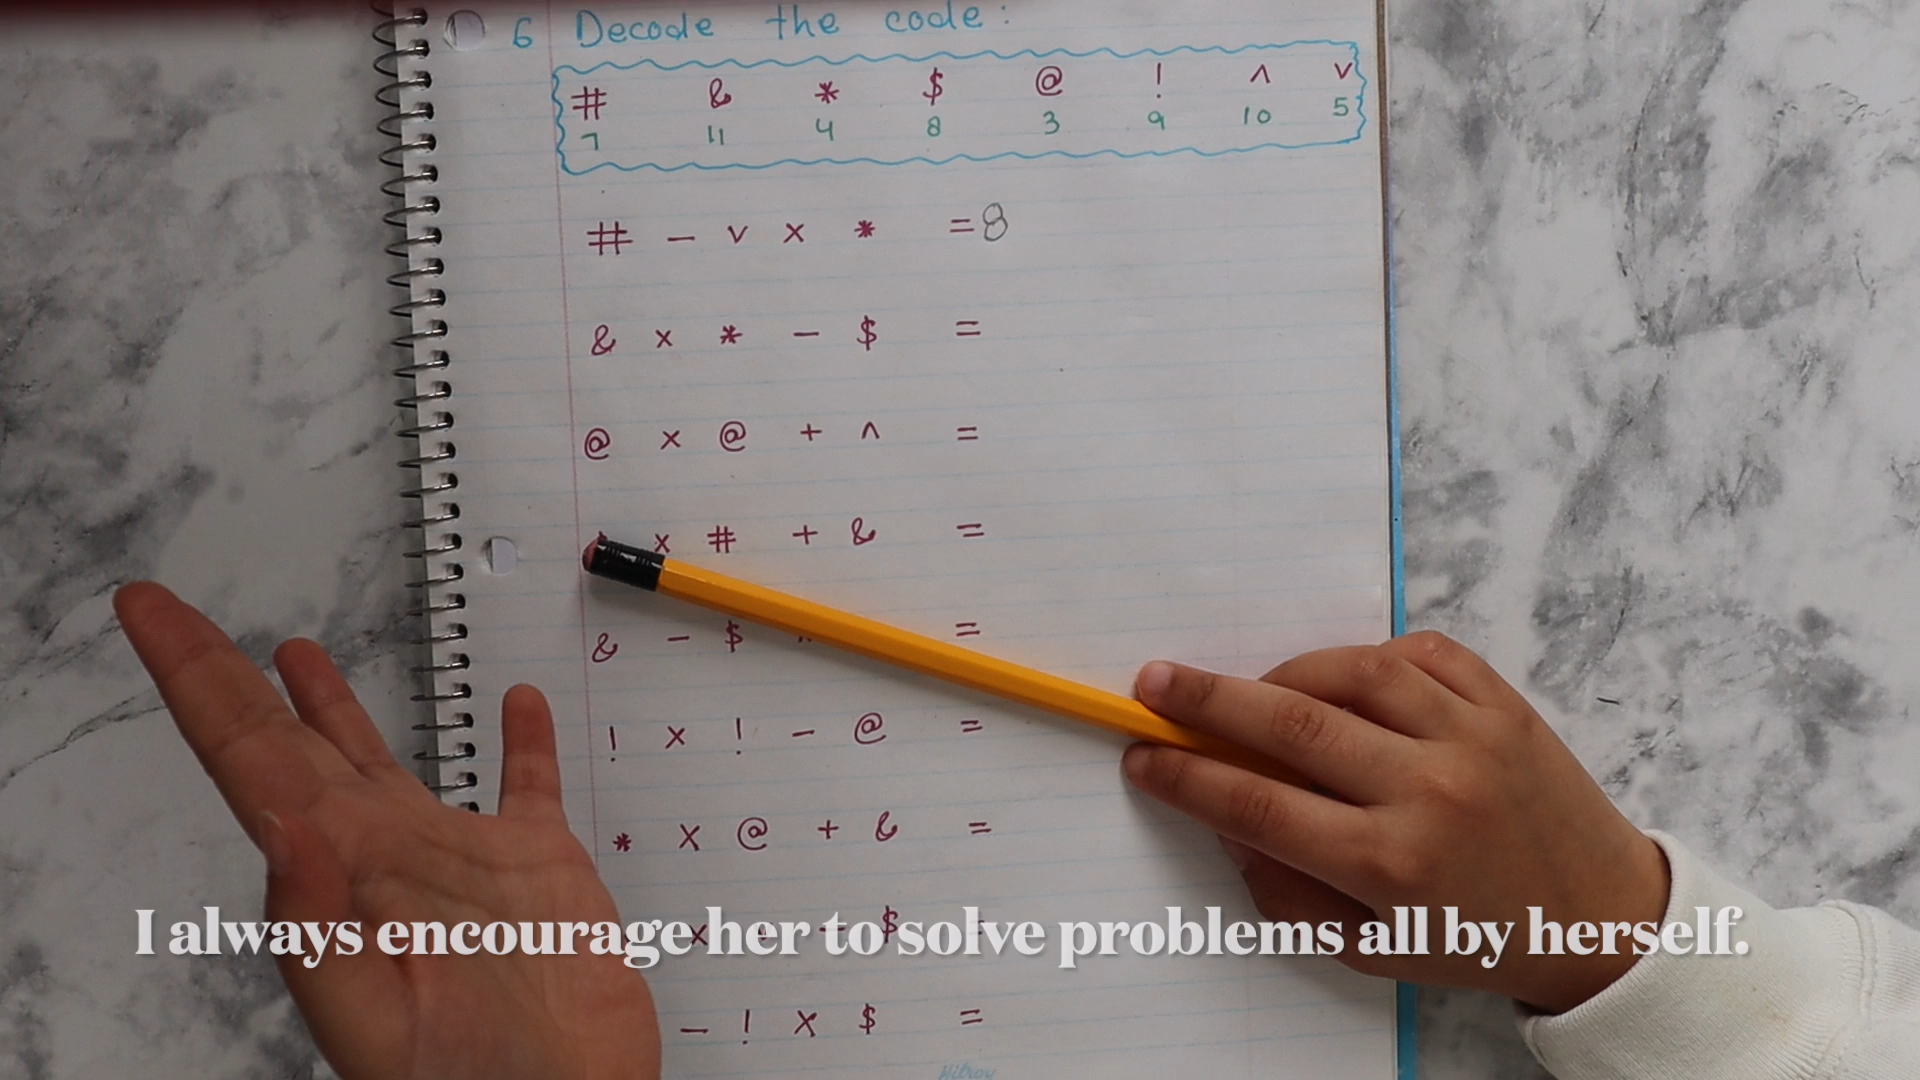 6 Decode the code:
# & * $ @ ! ^ v
7 11 4 8 3 9 10 5
# - v x * = 8
& x * - $ =
@ x @ + ^ =
x # + & =
& - $ =
! x ! - @ =
* x @ + & =
x - $ =
I always encourage her to solve problems all by herself.
- ! x $ =
Hilroy